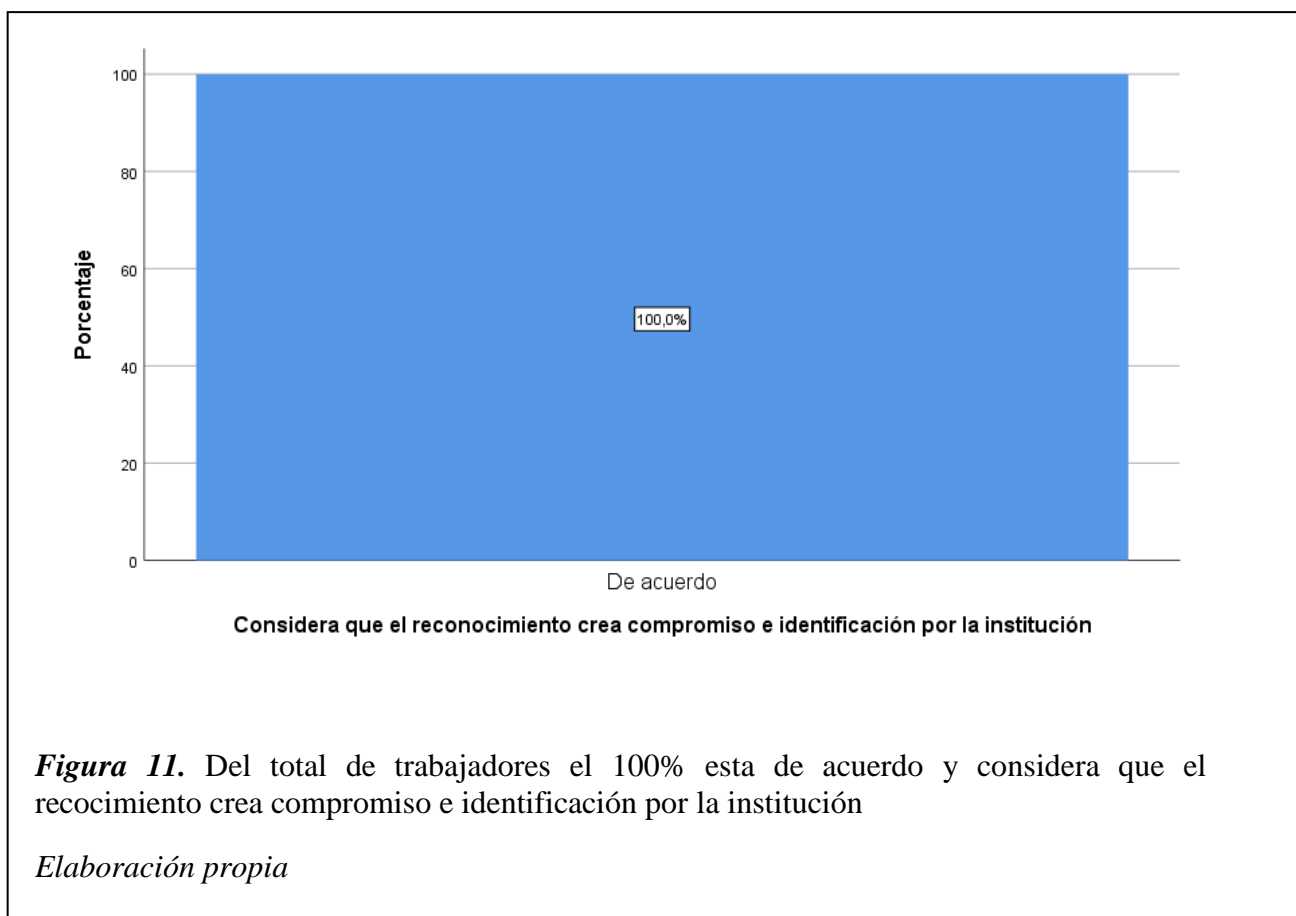 100
80
60
40
20
0
Porcentaje
100,0%
De acuerdo
Considera que el reconocimiento crea compromiso e identificación por la institución
Figura 11. Del total de trabajadores el 100% esta de acuerdo y considera que el
recocimiento crea compromiso e identificación por la institución
Elaboración propia